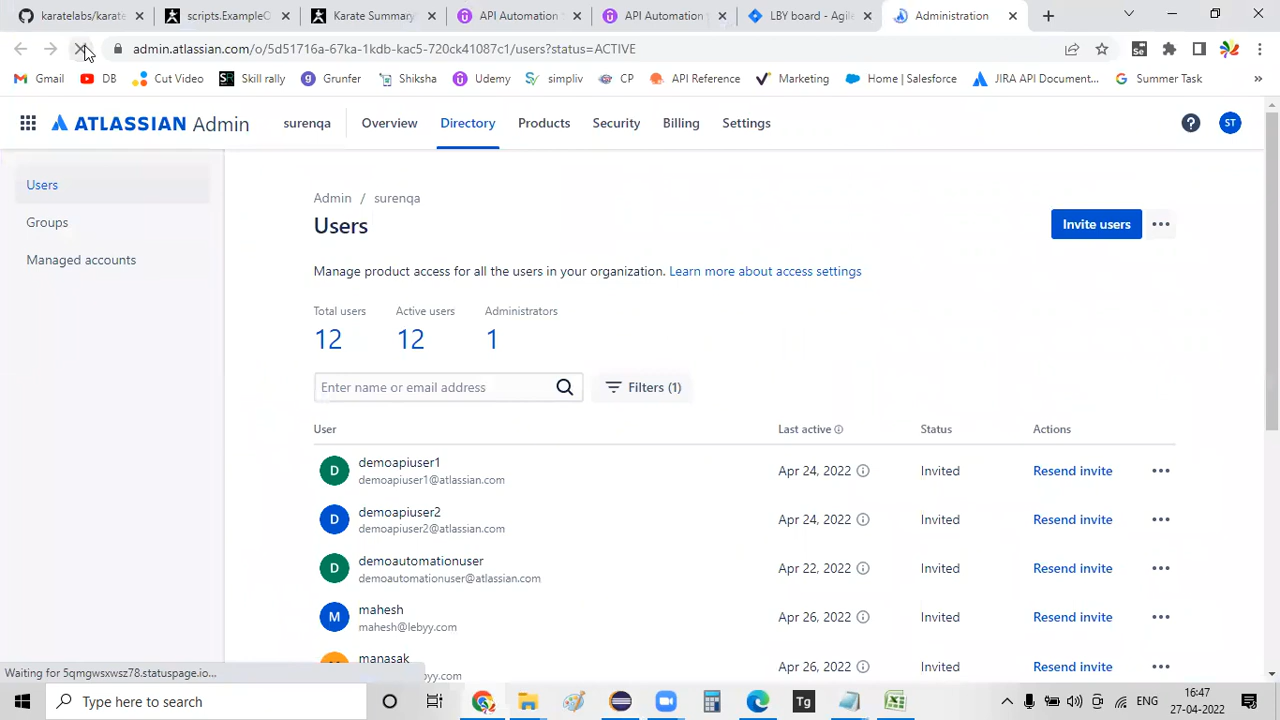 karatelabs/karate
scripts.ExampleC
Karate Summary
API Automation
API Automation
LBY board - Agile
Administration
admin.atlassian.com/o/5d51716a-67ka-1kdb-kac5-720ck41087c1/users?status=ACTIVE
Gmail DB Cut Video Skill rally Grunfer Shiksha Udemy simpliv CP API Reference Marketing Home | Salesforce JIRA API Document... Summer Task »
ATLASSIAN Admin surenqa Overview Directory Products Security Billing Settings ST
Users
Groups
Managed accounts
Admin / surenqa
Users
Invite users
Manage product access for all the users in your organization. Learn more about access settings
Total users Active users Administrators
12 12 1
Enter name or email address
Filters (1)
User Last active Status Actions
D demoapiuser1 Apr 24, 2022 Invited Resend invite
demoapiuser1@atlassian.com
D demoapiuser2 Apr 24, 2022 Invited Resend invite
demoapiuser2@atlassian.com
D demoautomationuser Apr 22, 2022 Invited Resend invite
demoautomationuser@atlassian.com
M mahesh Apr 26, 2022 Invited Resend invite
mahesh@lebyy.com
manasak Apr 26, 2022 Invited Resend invite
yy.com
Waiting for 5qmgwsxwsz78.statuspage.io...
Type here to search
Tg
ENG
16:47
27-04-2022